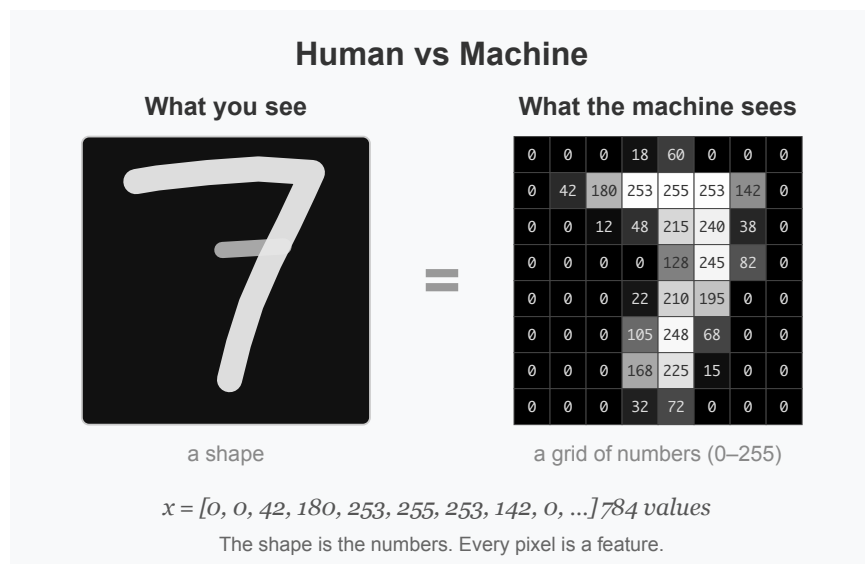 Human vs Machine
What you see
What the machine sees
0 0 0 18 60 0 0 0
0 42 180 253 255 253 142 0
0 0 12 48 215 240 38 0
0 0 0 0 128 245 82 0
0 0 0 22 210 195 0 0
0 0 0 105 248 68 0 0
0 0 0 168 225 15 0 0
0 0 0 32 72 0 0 0
=
a shape
a grid of numbers (0–255)
x = [0, 0, 42, 180, 253, 255, 253, 142, 0, ...] 784 values
The shape is the numbers. Every pixel is a feature.